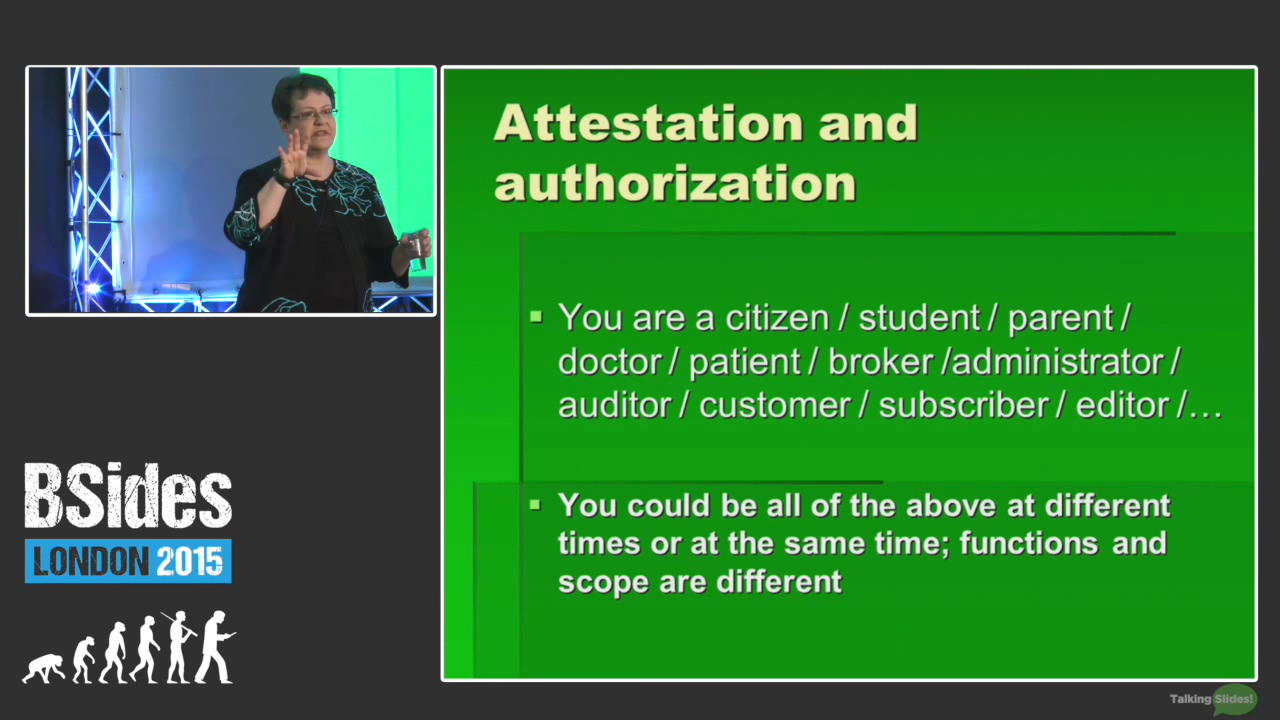 Attestation and
authorization
▪ You are a citizen / student / parent /
doctor / patient / broker /administrator /
auditor / customer / subscriber / editor /…
▪ You could be all of the above at different
times or at the same time; functions and
scope are different
BSides
LONDON 2015
Talking Slides!